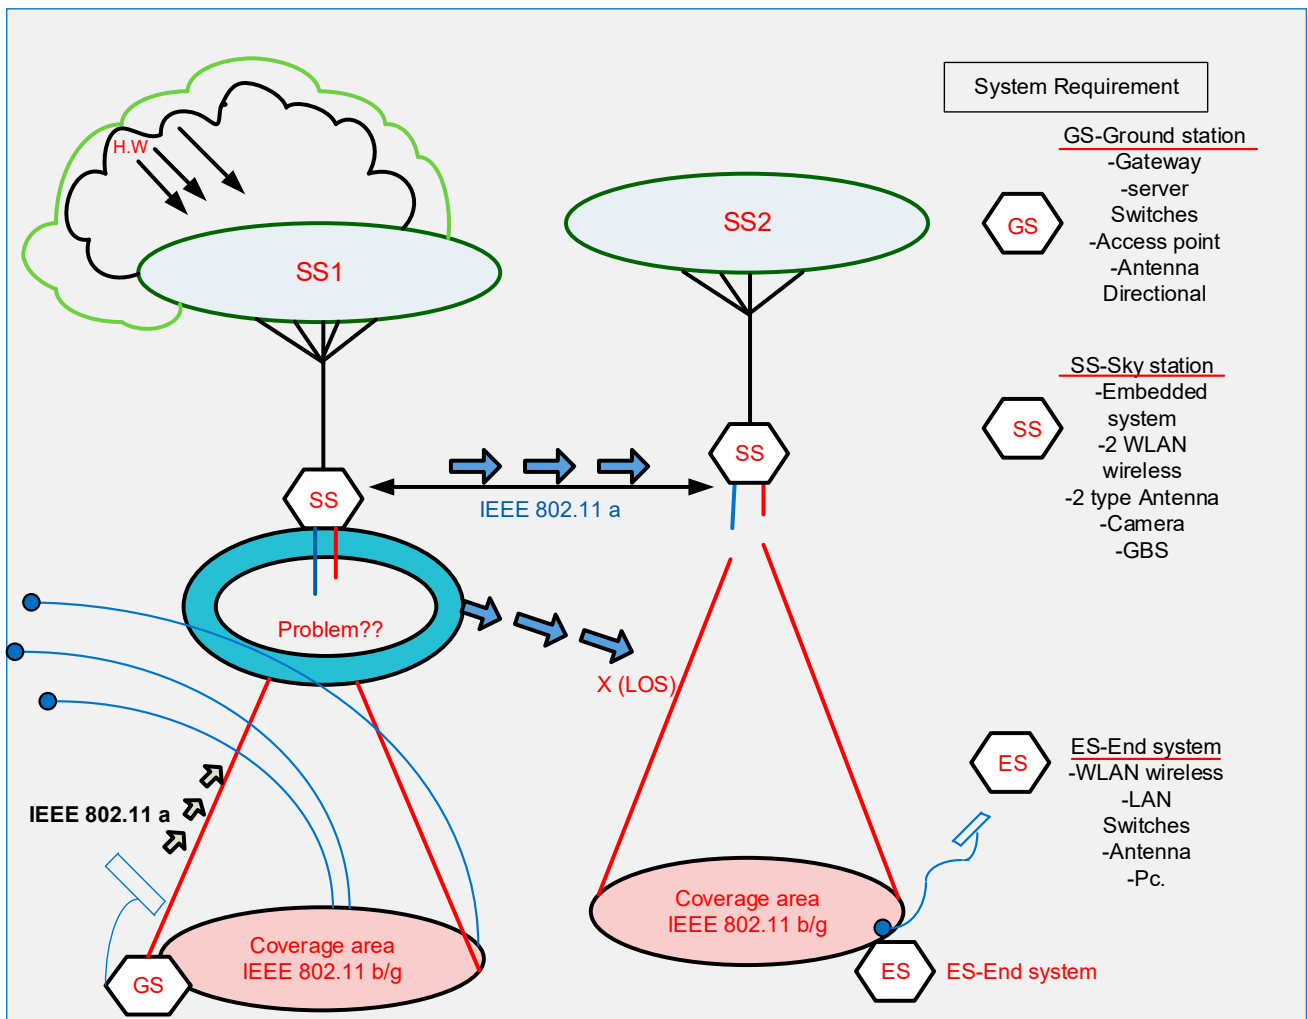 System Requirement
GS-Ground station
-Gateway
-server
Switches
-Access point
-Antenna
Directional
GS
H.W
SS1
SS2
SS-Sky station
-Embedded
system
-2 WLAN
wireless
-2 type Antenna
-Camera
-GBS
SS
SS
SS
IEEE 802.11 a
Problem??
X (LOS)
ES-End system
-WLAN wireless
-LAN
Switches
-Antenna
-Pc.
ES
IEEE 802.11 a
Coverage area
IEEE 802.11 b/g
GS
Coverage area
IEEE 802.11 b/g
ES
ES-End system